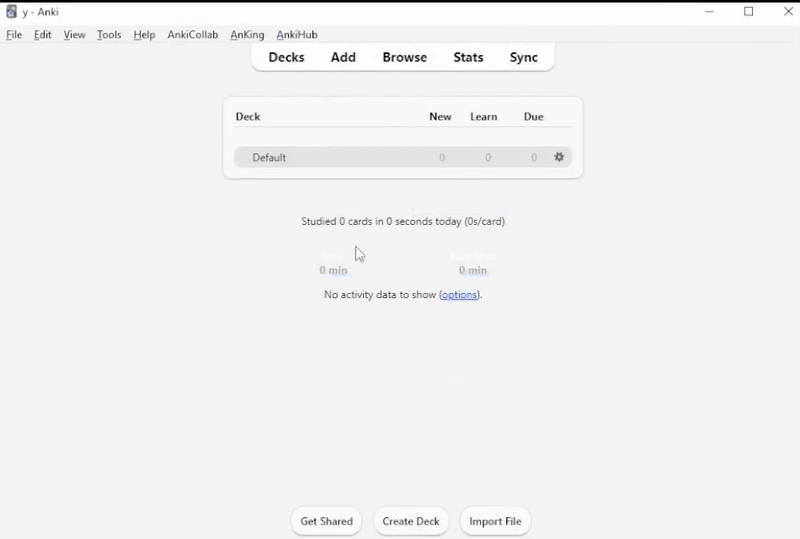 y - Anki
File Edit View Tools Help AnkiCollab AnKing AnkiHub
Decks Add Browse Stats Sync
Deck New Learn Due
Default 0 0 0
Studied 0 cards in 0 seconds today (0s/card)
0 min 0 min
No activity data to show (options).
Get Shared Create Deck Import File